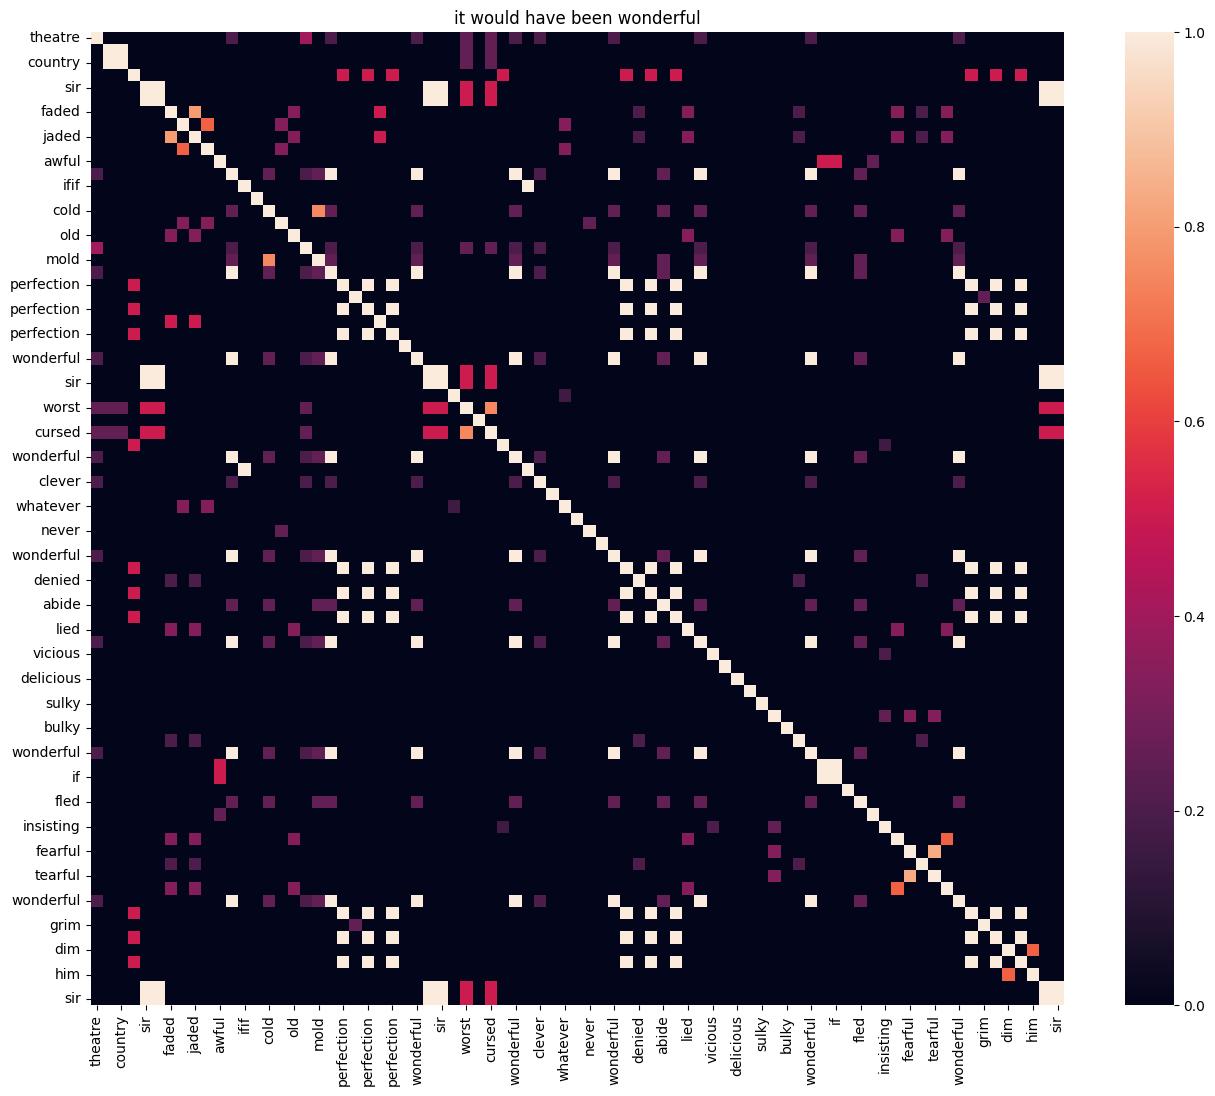 it would have been wonderful
theatre
country
sir
faded
jaded
awful
ifif
cold
old
mold
perfection
perfection
perfection
wonderful
sir
worst
cursed
wonderful
clever
whatever
never
wonderful
denied
abide
lied
vicious
delicious
sulky
bulky
wonderful
if
fled
insisting
fearful
tearful
wonderful
grim
dim
him
sir
theatre
country
sir
faded
jaded
awful
ifif
cold
old
mold
perfection
perfection
perfection
wonderful
sir
worst
cursed
wonderful
clever
whatever
never
wonderful
denied
abide
lied
vicious
delicious
sulky
bulky
wonderful
if
fled
insisting
fearful
tearful
wonderful
grim
dim
him
sir
1.0
0.8
0.6
0.4
0.2
0.0